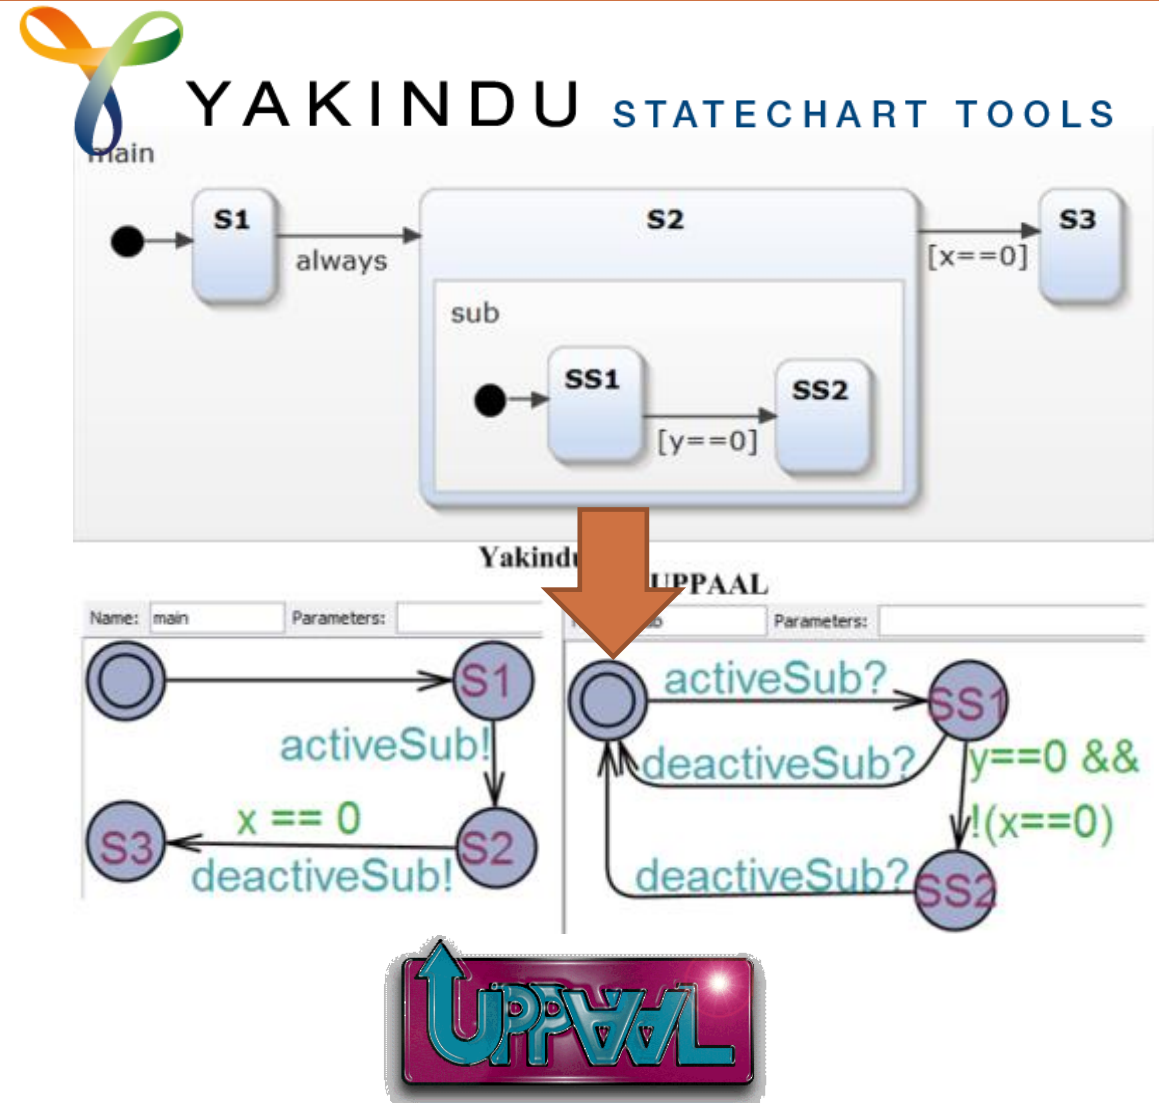 YAKINDU STATECHART TOOLS
main
S1
always
S2
[x==0]
S3
sub
SS1
[y==0]
SS2
UPPAAL
Name: main Parameters:
Parameters:
S1
activeSub!
x == 0
S3
S2
deactiveSub!
activeSub?
SS1
deactiveSub?
y==0 &&
!(x==0)
deactiveSub?
SS2
UPPAAL